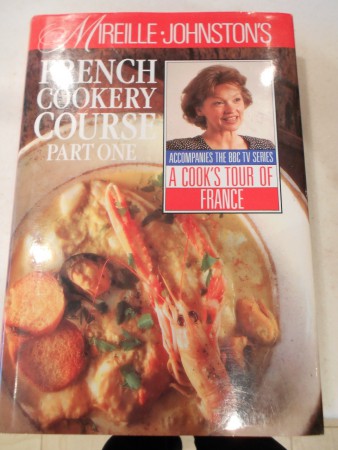 MIREILLE·JOHNSTON'S
FRENCH
COOKERY
COURSE
PART ONE
ACCOMPANIES THE BBC TV SERIES
A COOK'S TOUR OF
FRANCE